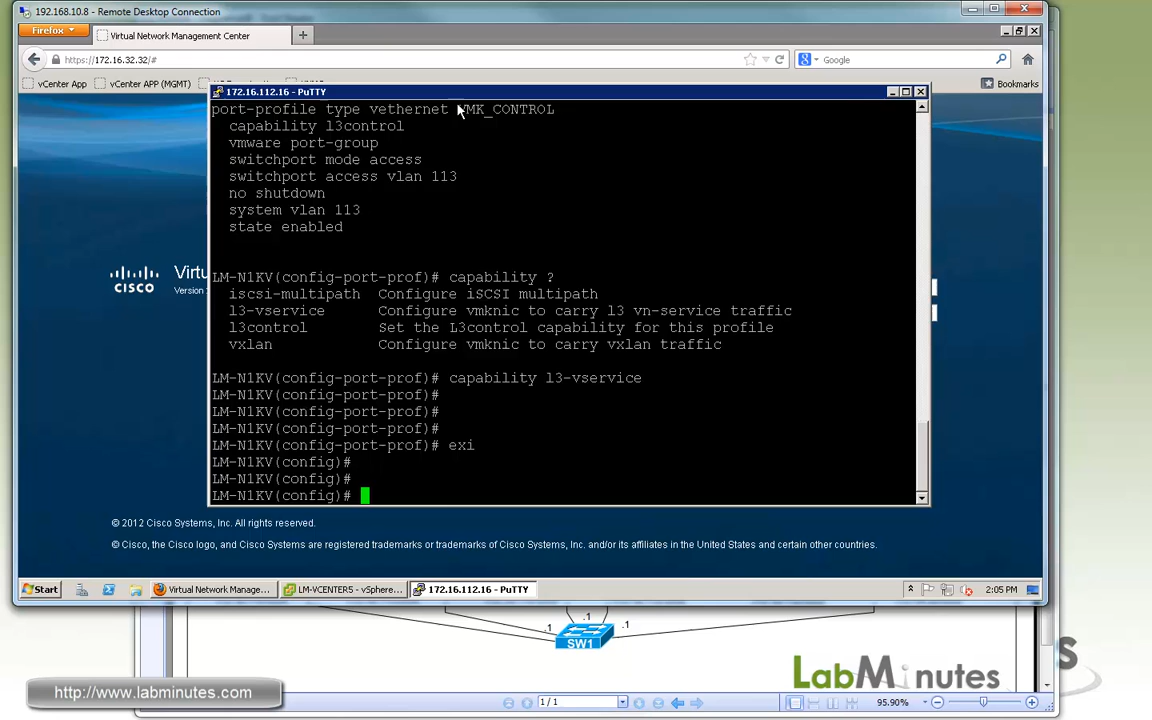 192.168.10.8 - Remote Desktop Connection
Firefox
Virtual Network Management Center
https://172.16.32.32/#
Google
vCenter App
vCenter APP (MGMT)
Bookmarks
172.16.112.16 - PuTTY
port-profile type vethernet VMK_CONTROL
capability l3control
vmware port-group
switchport mode access
switchport access vlan 113
no shutdown
system vlan 113
state enabled
LM-N1KV(config-port-prof)# capability ?
iscsi-multipath Configure iSCSI multipath
l3-vservice Configure vmknic to carry l3 vn-service traffic
l3control Set the L3control capability for this profile
vxlan Configure vmknic to carry vxlan traffic
LM-N1KV(config-port-prof)# capability l3-vservice
LM-N1KV(config-port-prof)#
LM-N1KV(config-port-prof)#
LM-N1KV(config-port-prof)#
LM-N1KV(config-port-prof)# exi
LM-N1KV(config)#
LM-N1KV(config)#
LM-N1KV(config)#
CISCO
Virtu
Version
© 2012 Cisco Systems, Inc. All rights reserved.
© Cisco, the Cisco logo, and Cisco Systems are registered trademarks or trademarks of Cisco Systems, Inc. and/or its affiliates in the United States and certain other countries.
Start
Virtual Network Manage...
LM-VCENTER5 - vSphere...
172.16.112.16 - PuTTY
2:05 PM
.1
.1
.1
SW1
LabMinutes
S
http://www.labminutes.com
1 / 1
95.90%